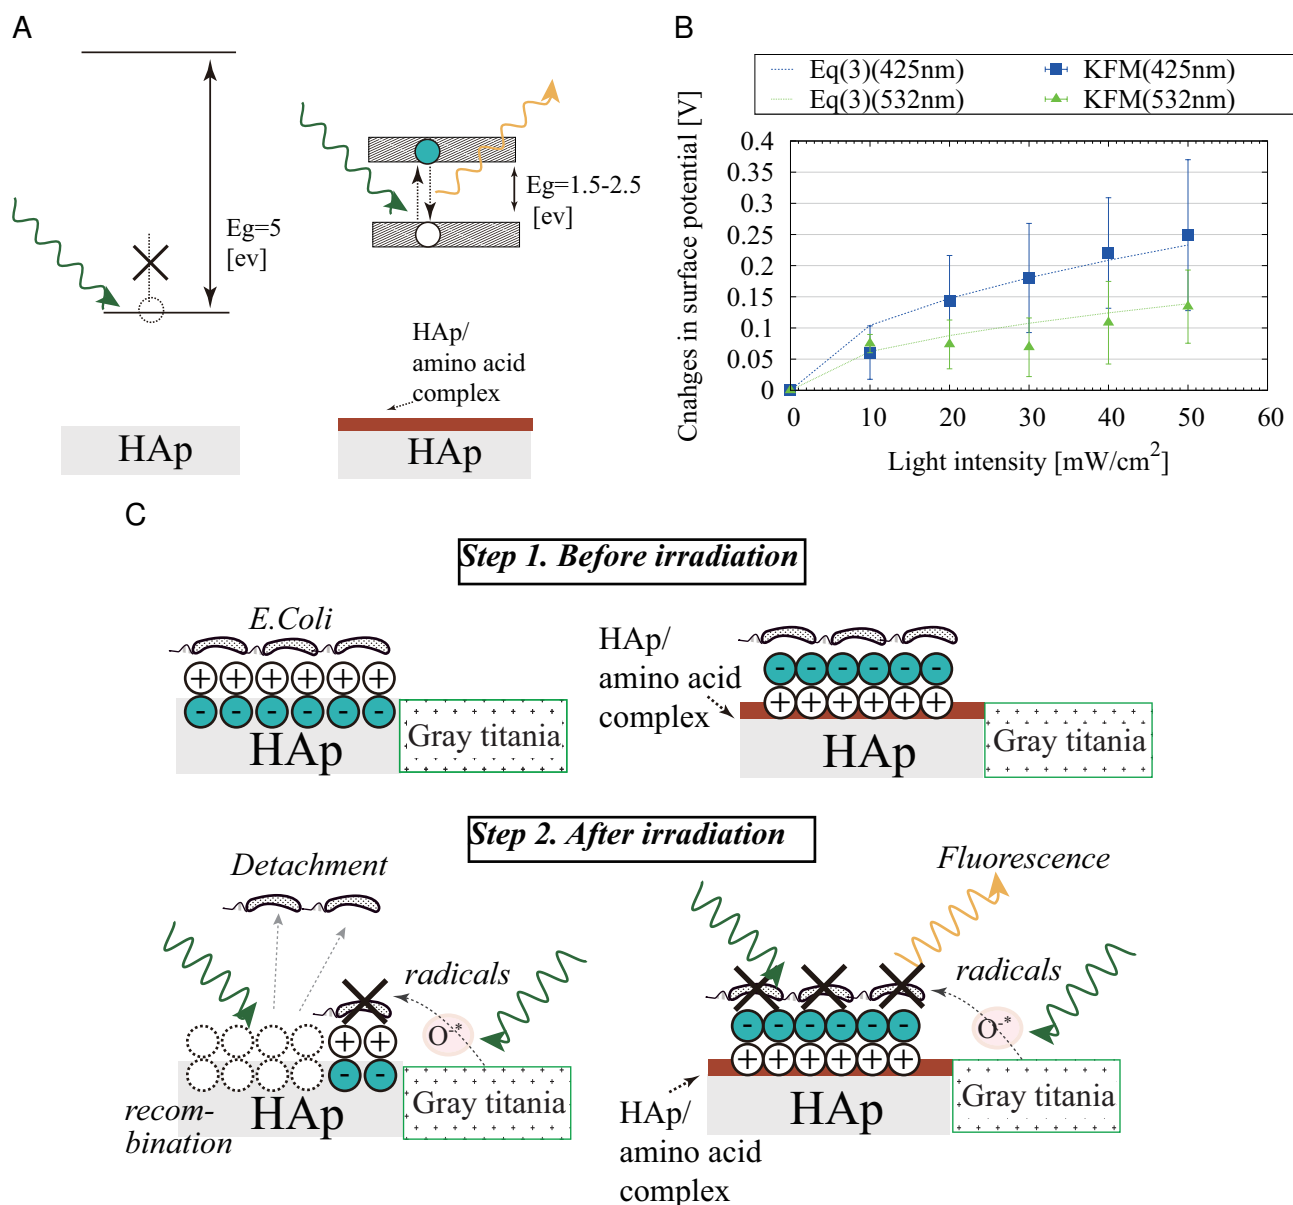 A
Eg=5
[ev]
HAp
Eg=1.5-2.5
[ev]
HAp/
amino acid
complex
HAp
B
Eq(3)(425nm)
KFM(425nm)
Eq(3)(532nm)
KFM(532nm)
Cnahges in surface potential [V]
0.4
0.35
0.3
0.25
0.2
0.15
0.1
0.05
0
0 10 20 30 40 50 60
Light intensity [mW/cm²]
C
Step 1. Before irradiation
E.Coli
+ + + + + +
- - - - - -
HAp
Gray titania
HAp/
amino acid
complex
- - - - - -
+ + + + + +
HAp
Gray titania
Step 2. After irradiation
Detachment
radicals
O⁻*
+ +
- -
recom-
bination
HAp
Gray titania
Fluorescence
radicals
O⁻*
- - - - - -
+ + + + + +
HAp
Gray titania
HAp/
amino acid
complex